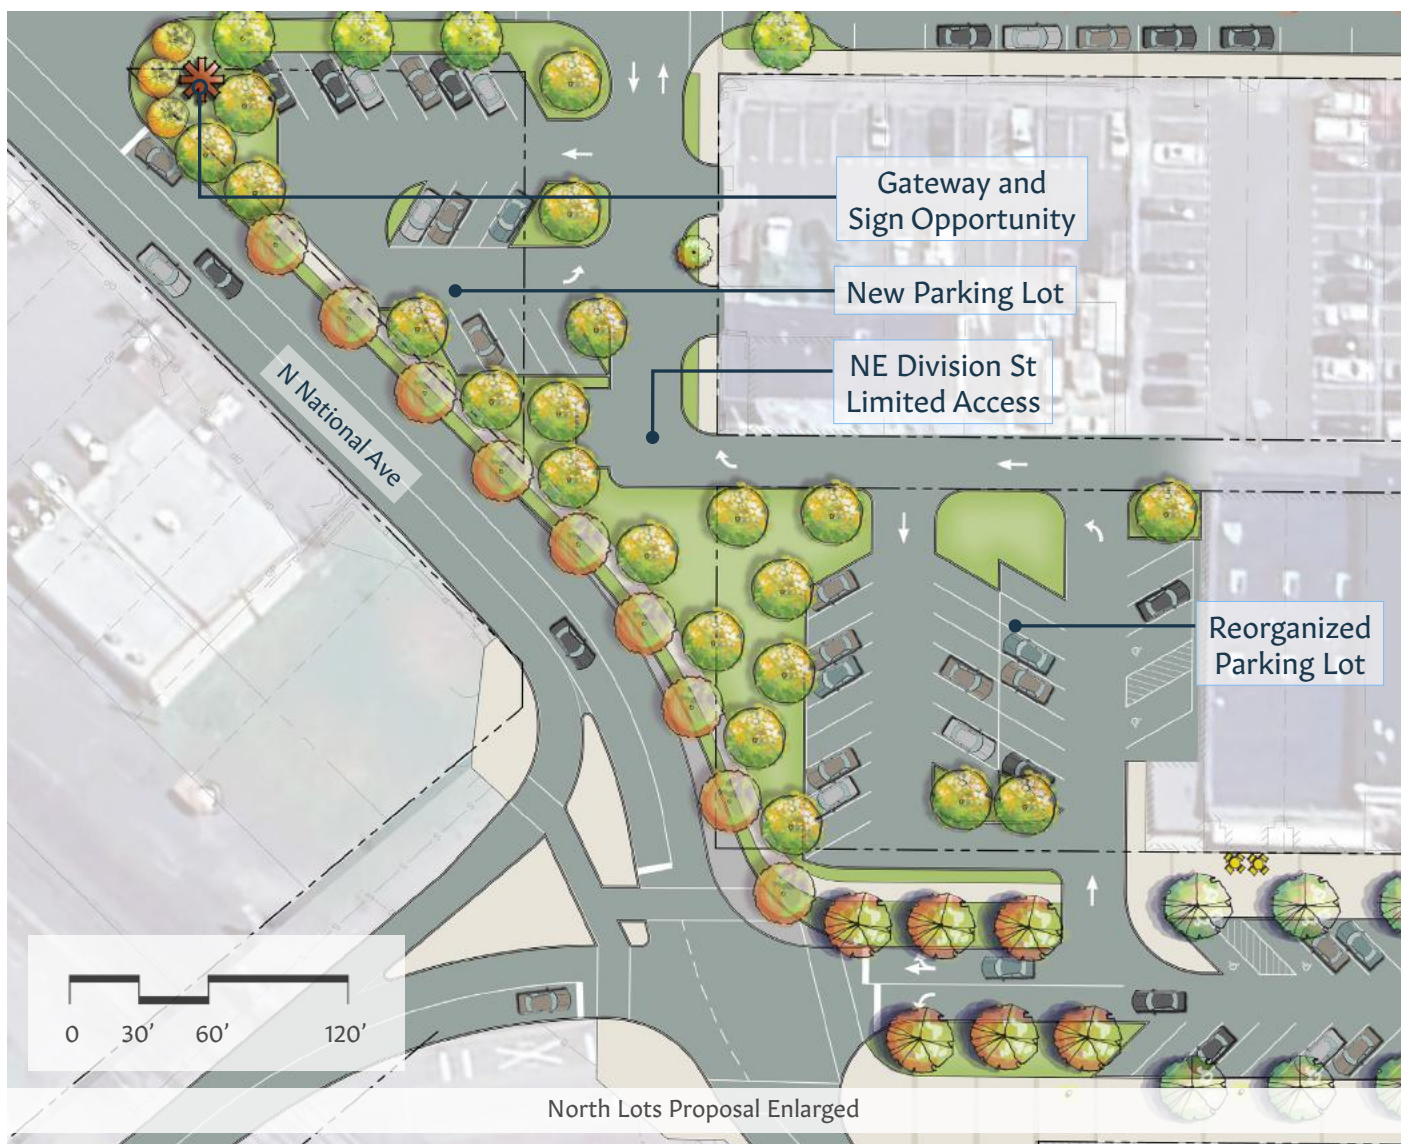 Gateway and
Sign Opportunity
New Parking Lot
NE Division St
Limited Access
N National Ave
Reorganized
Parking Lot
0 30’ 60’ 120’
North Lots Proposal Enlarged